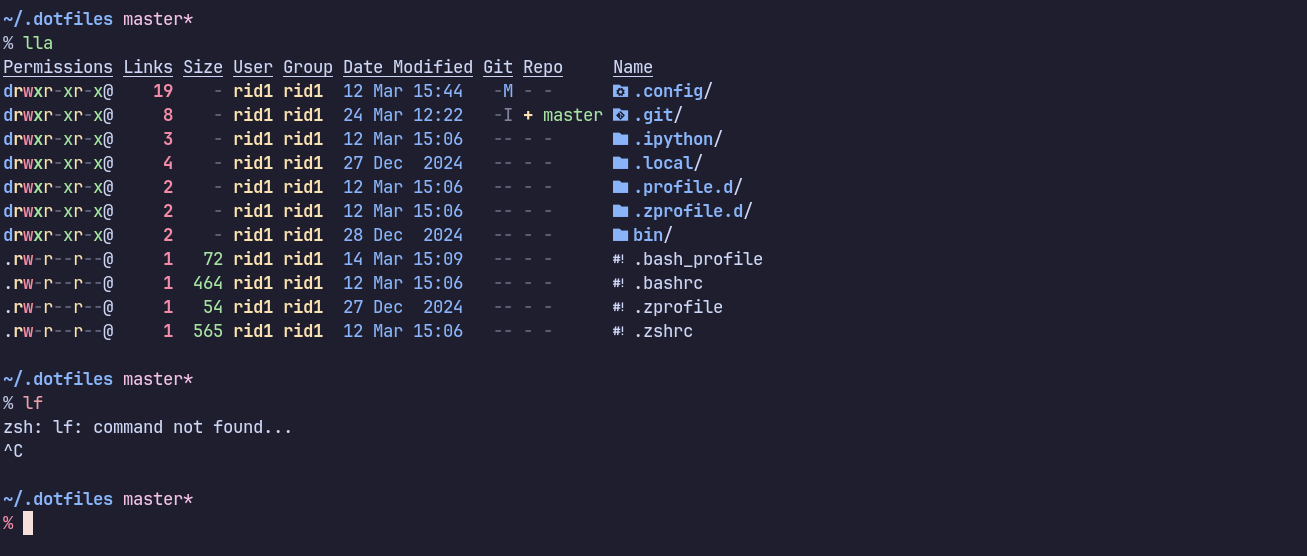 ~/.dotfiles master*
% lla
Permissions Links Size User Group Date Modified Git Repo     Name
drwxr-xr-x@    19    - rid1 rid1  12 Mar 15:44   -M - -      .config/
drwxr-xr-x@     8    - rid1 rid1  24 Mar 12:22   -I + master .git/
drwxr-xr-x@     3    - rid1 rid1  12 Mar 15:06   -- - -      .ipython/
drwxr-xr-x@     4    - rid1 rid1  27 Dec  2024   -- - -      .local/
drwxr-xr-x@     2    - rid1 rid1  12 Mar 15:06   -- - -      .profile.d/
drwxr-xr-x@     2    - rid1 rid1  12 Mar 15:06   -- - -      .zprofile.d/
drwxr-xr-x@     2    - rid1 rid1  28 Dec  2024   -- - -      bin/
.rw-r--r--@     1   72 rid1 rid1  14 Mar 15:09   -- - -      #! .bash_profile
.rw-r--r--@     1  464 rid1 rid1  12 Mar 15:06   -- - -      #! .bashrc
.rw-r--r--@     1   54 rid1 rid1  27 Dec  2024   -- - -      #! .zprofile
.rw-r--r--@     1  565 rid1 rid1  12 Mar 15:06   -- - -      #! .zshrc
~/.dotfiles master*
% lf
zsh: lf: command not found...
^C
~/.dotfiles master*
%